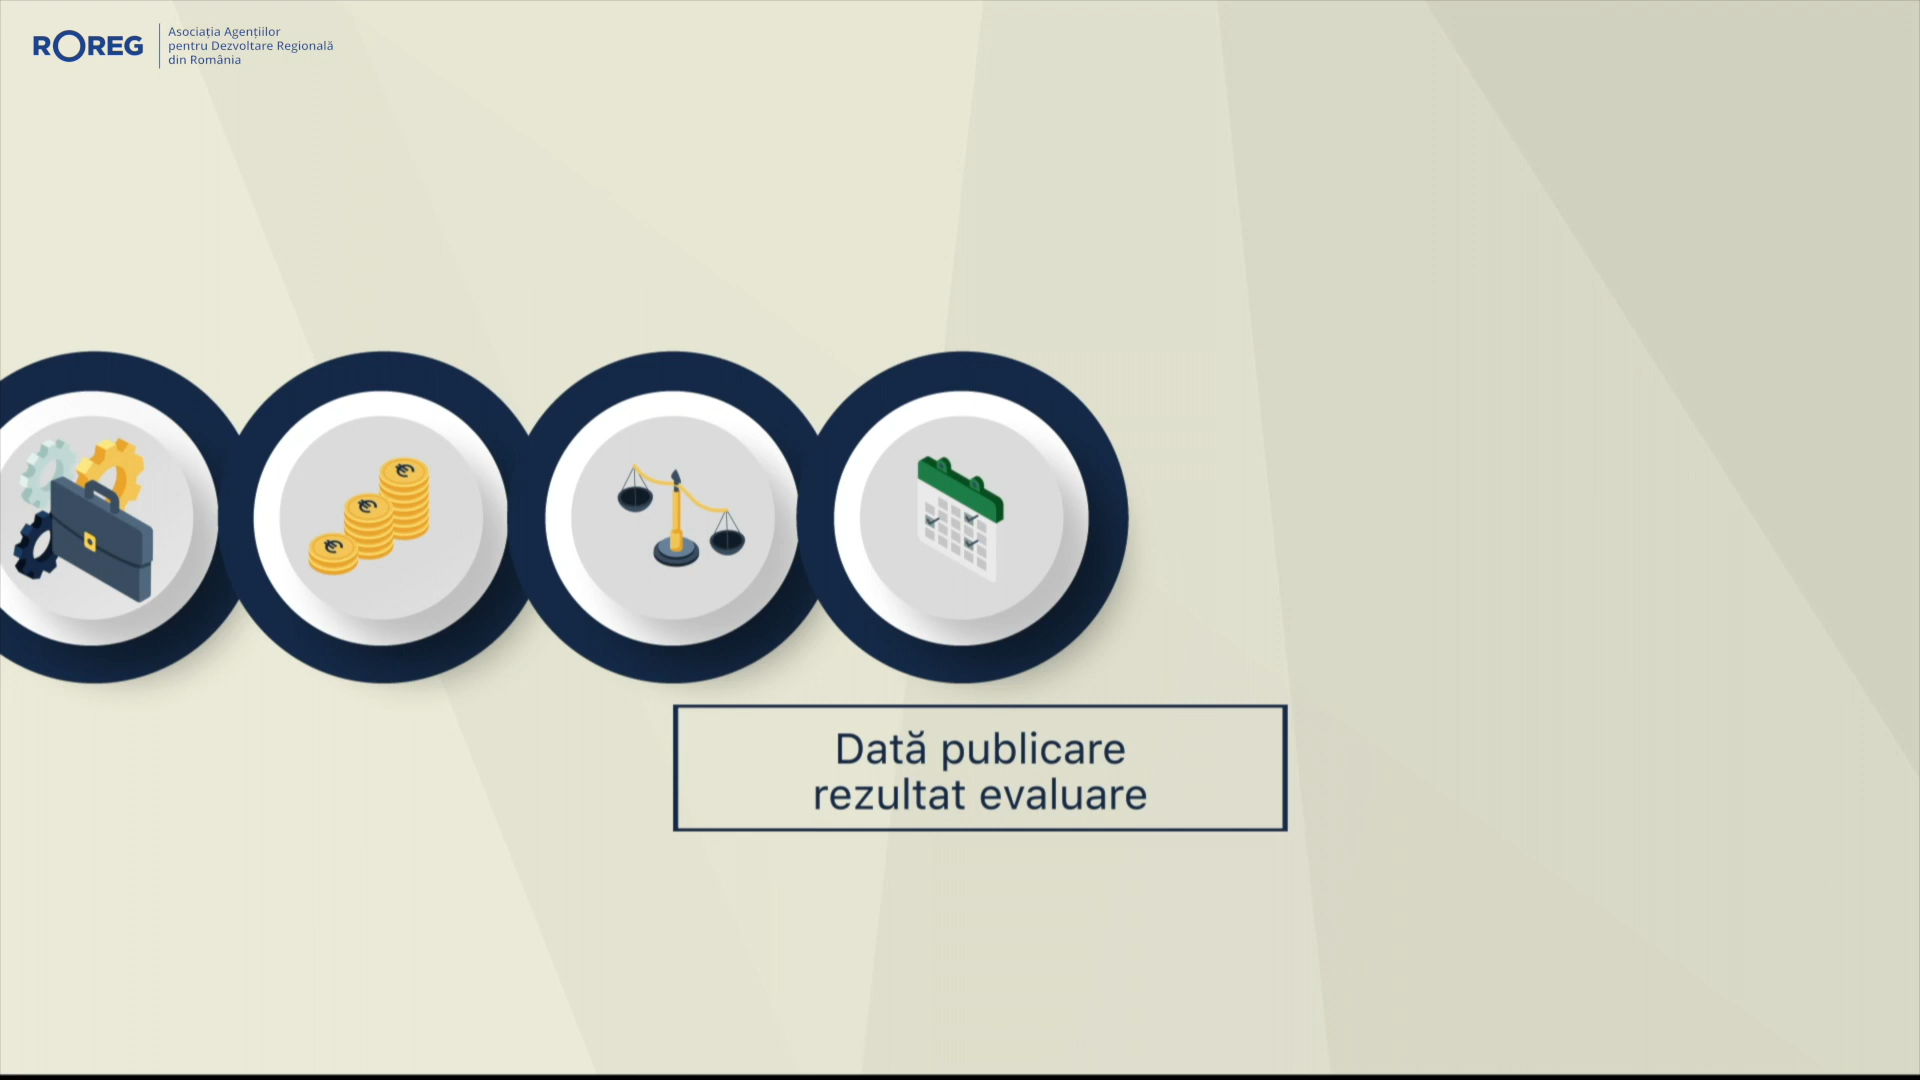 ROREG
Asociația Agențiilor
pentru Dezvoltare Regională
din România
Dată publicare
rezultat evaluare